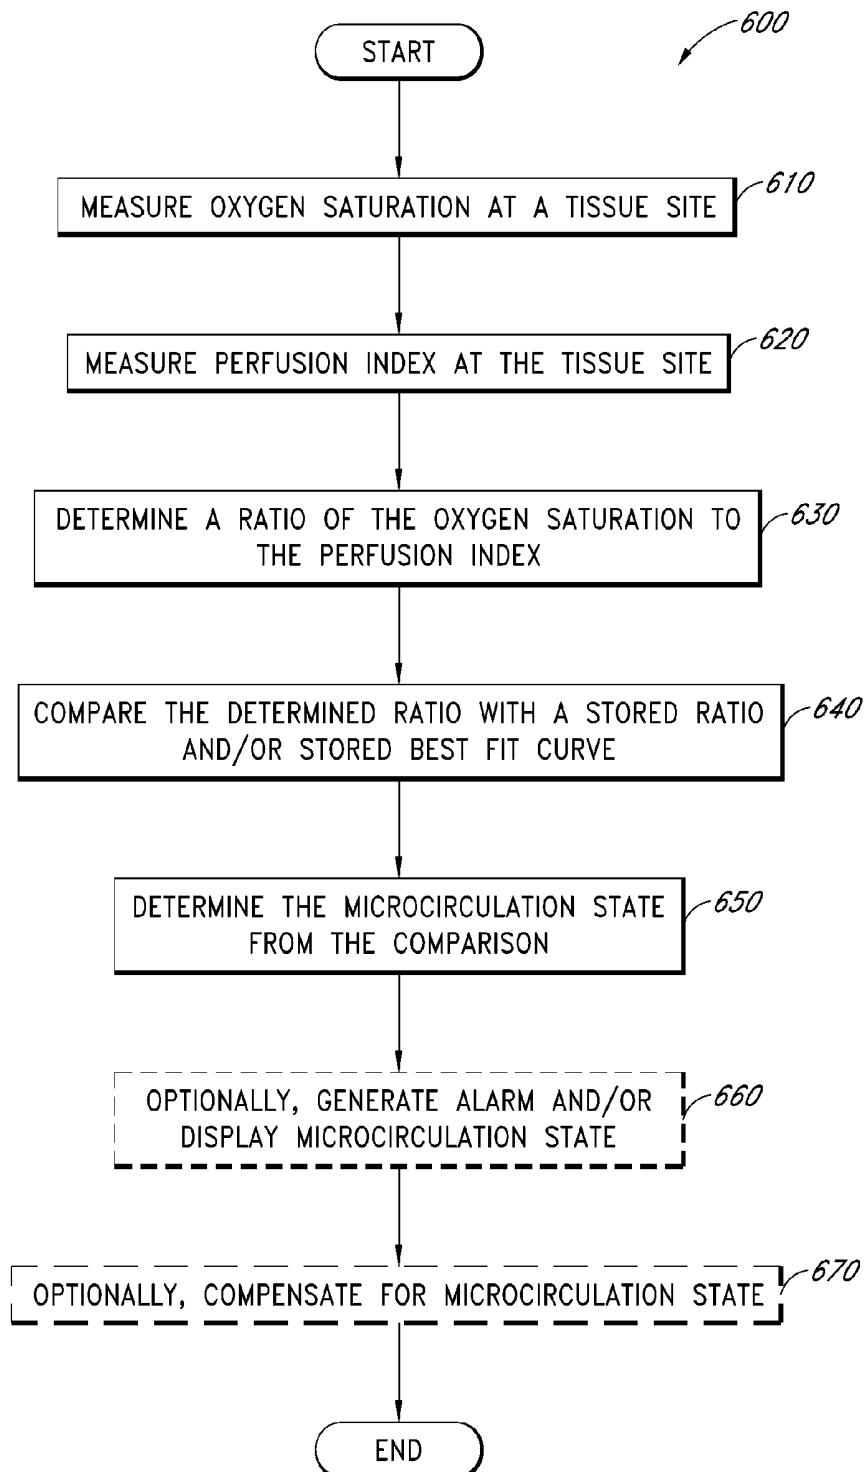 600
START
610
MEASURE OXYGEN SATURATION AT A TISSUE SITE
620
MEASURE PERFUSION INDEX AT THE TISSUE SITE
630
DETERMINE A RATIO OF THE OXYGEN SATURATION TO
THE PERFUSION INDEX
640
COMPARE THE DETERMINED RATIO WITH A STORED RATIO
AND/OR STORED BEST FIT CURVE
650
DETERMINE THE MICROCIRCULATION STATE
FROM THE COMPARISON
660
OPTIONALLY, GENERATE ALARM AND/OR
DISPLAY MICROCIRCULATION STATE
670
OPTIONALLY, COMPENSATE FOR MICROCIRCULATION STATE
END